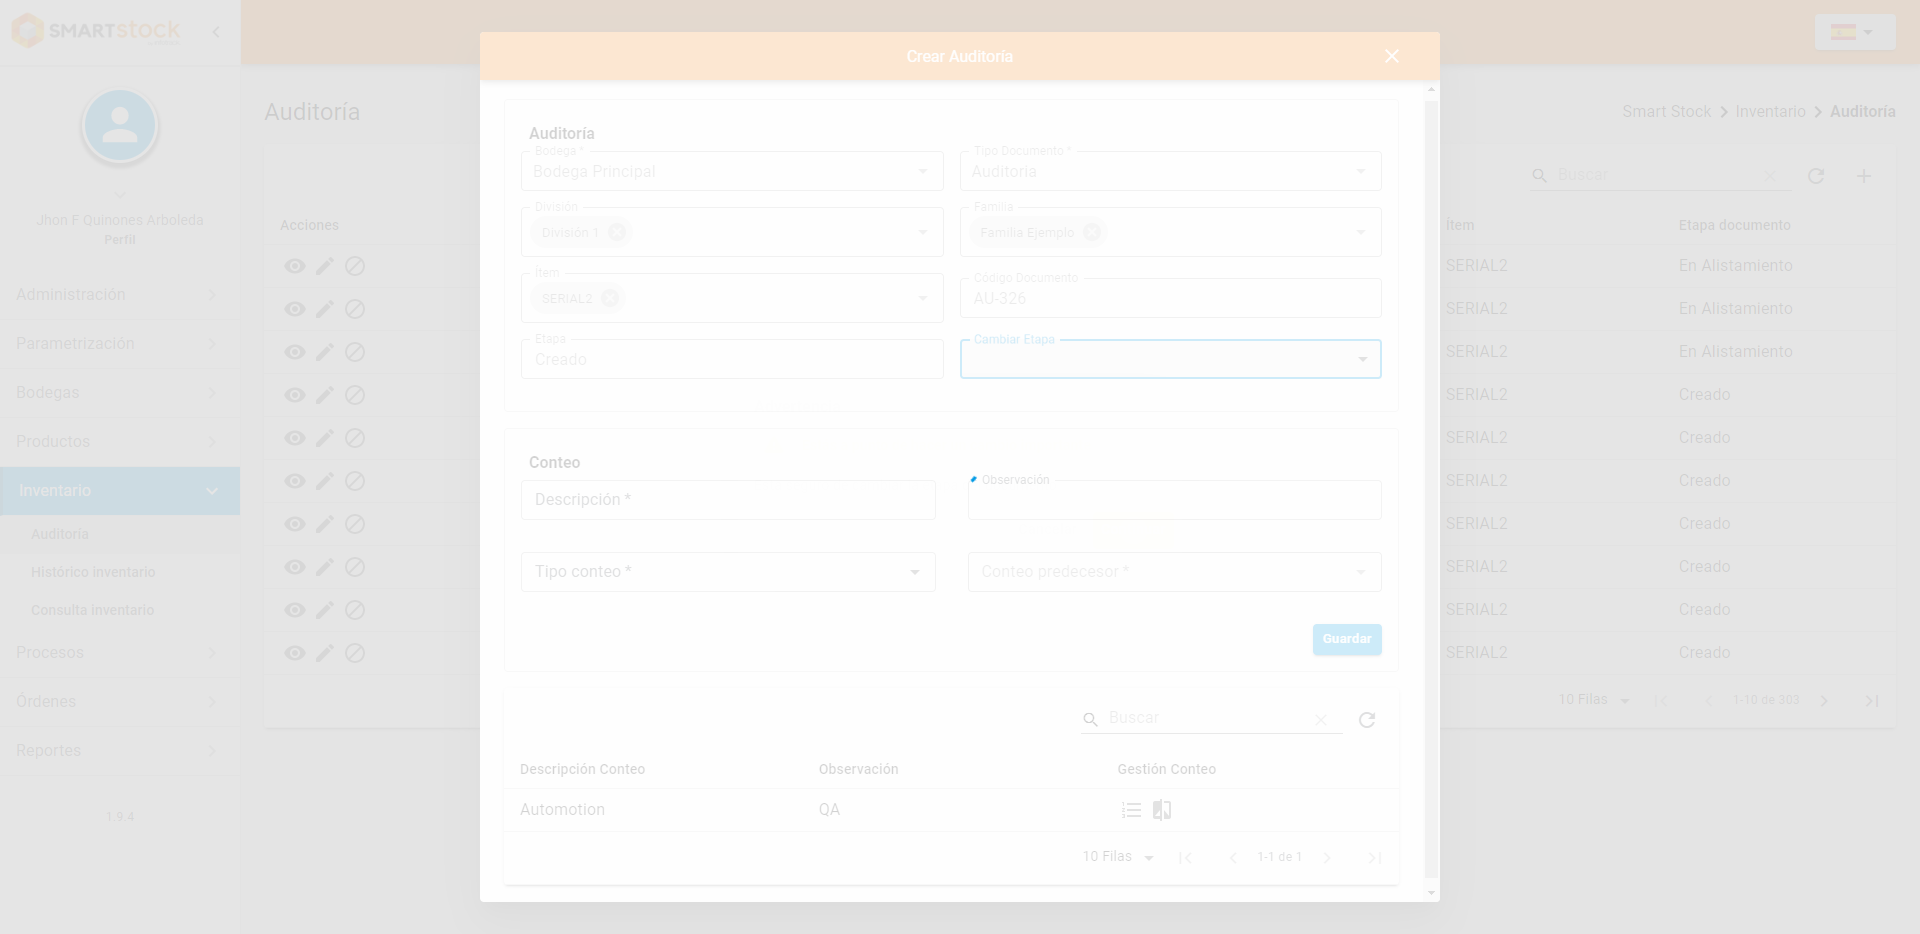 SMARTstock
Crear Auditoría
Auditoría
Smart Stock
Inventario
Auditoría
Jhon F Quinones Arboleda
Perfil
Administración
Parametrización
Bodegas
Productos
Inventario
Auditoría
Histórico inventario
Consulta inventario
Procesos
Órdenes
Reportes
1.9.4
Acciones
Auditoría
Bodega *
Bodega Principal
Tipo Documento *
Auditoria
División
División 1
Familia
Familia Ejemplo
Ítem
SERIAL2
Código Documento
AU-326
Etapa
Creado
Cambiar Etapa
Conteo
Descripción *
Observación
Tipo conteo *
Conteo predecesor *
Guardar
Buscar
Descripción Conteo Observación Gestión Conteo
Automotion QA
10 Filas 1-1 de 1
Buscar
Ítem Etapa documento
SERIAL2 En Alistamiento
SERIAL2 En Alistamiento
SERIAL2 En Alistamiento
SERIAL2 Creado
SERIAL2 Creado
SERIAL2 Creado
SERIAL2 Creado
SERIAL2 Creado
SERIAL2 Creado
SERIAL2 Creado
10 Filas 1-10 de 303